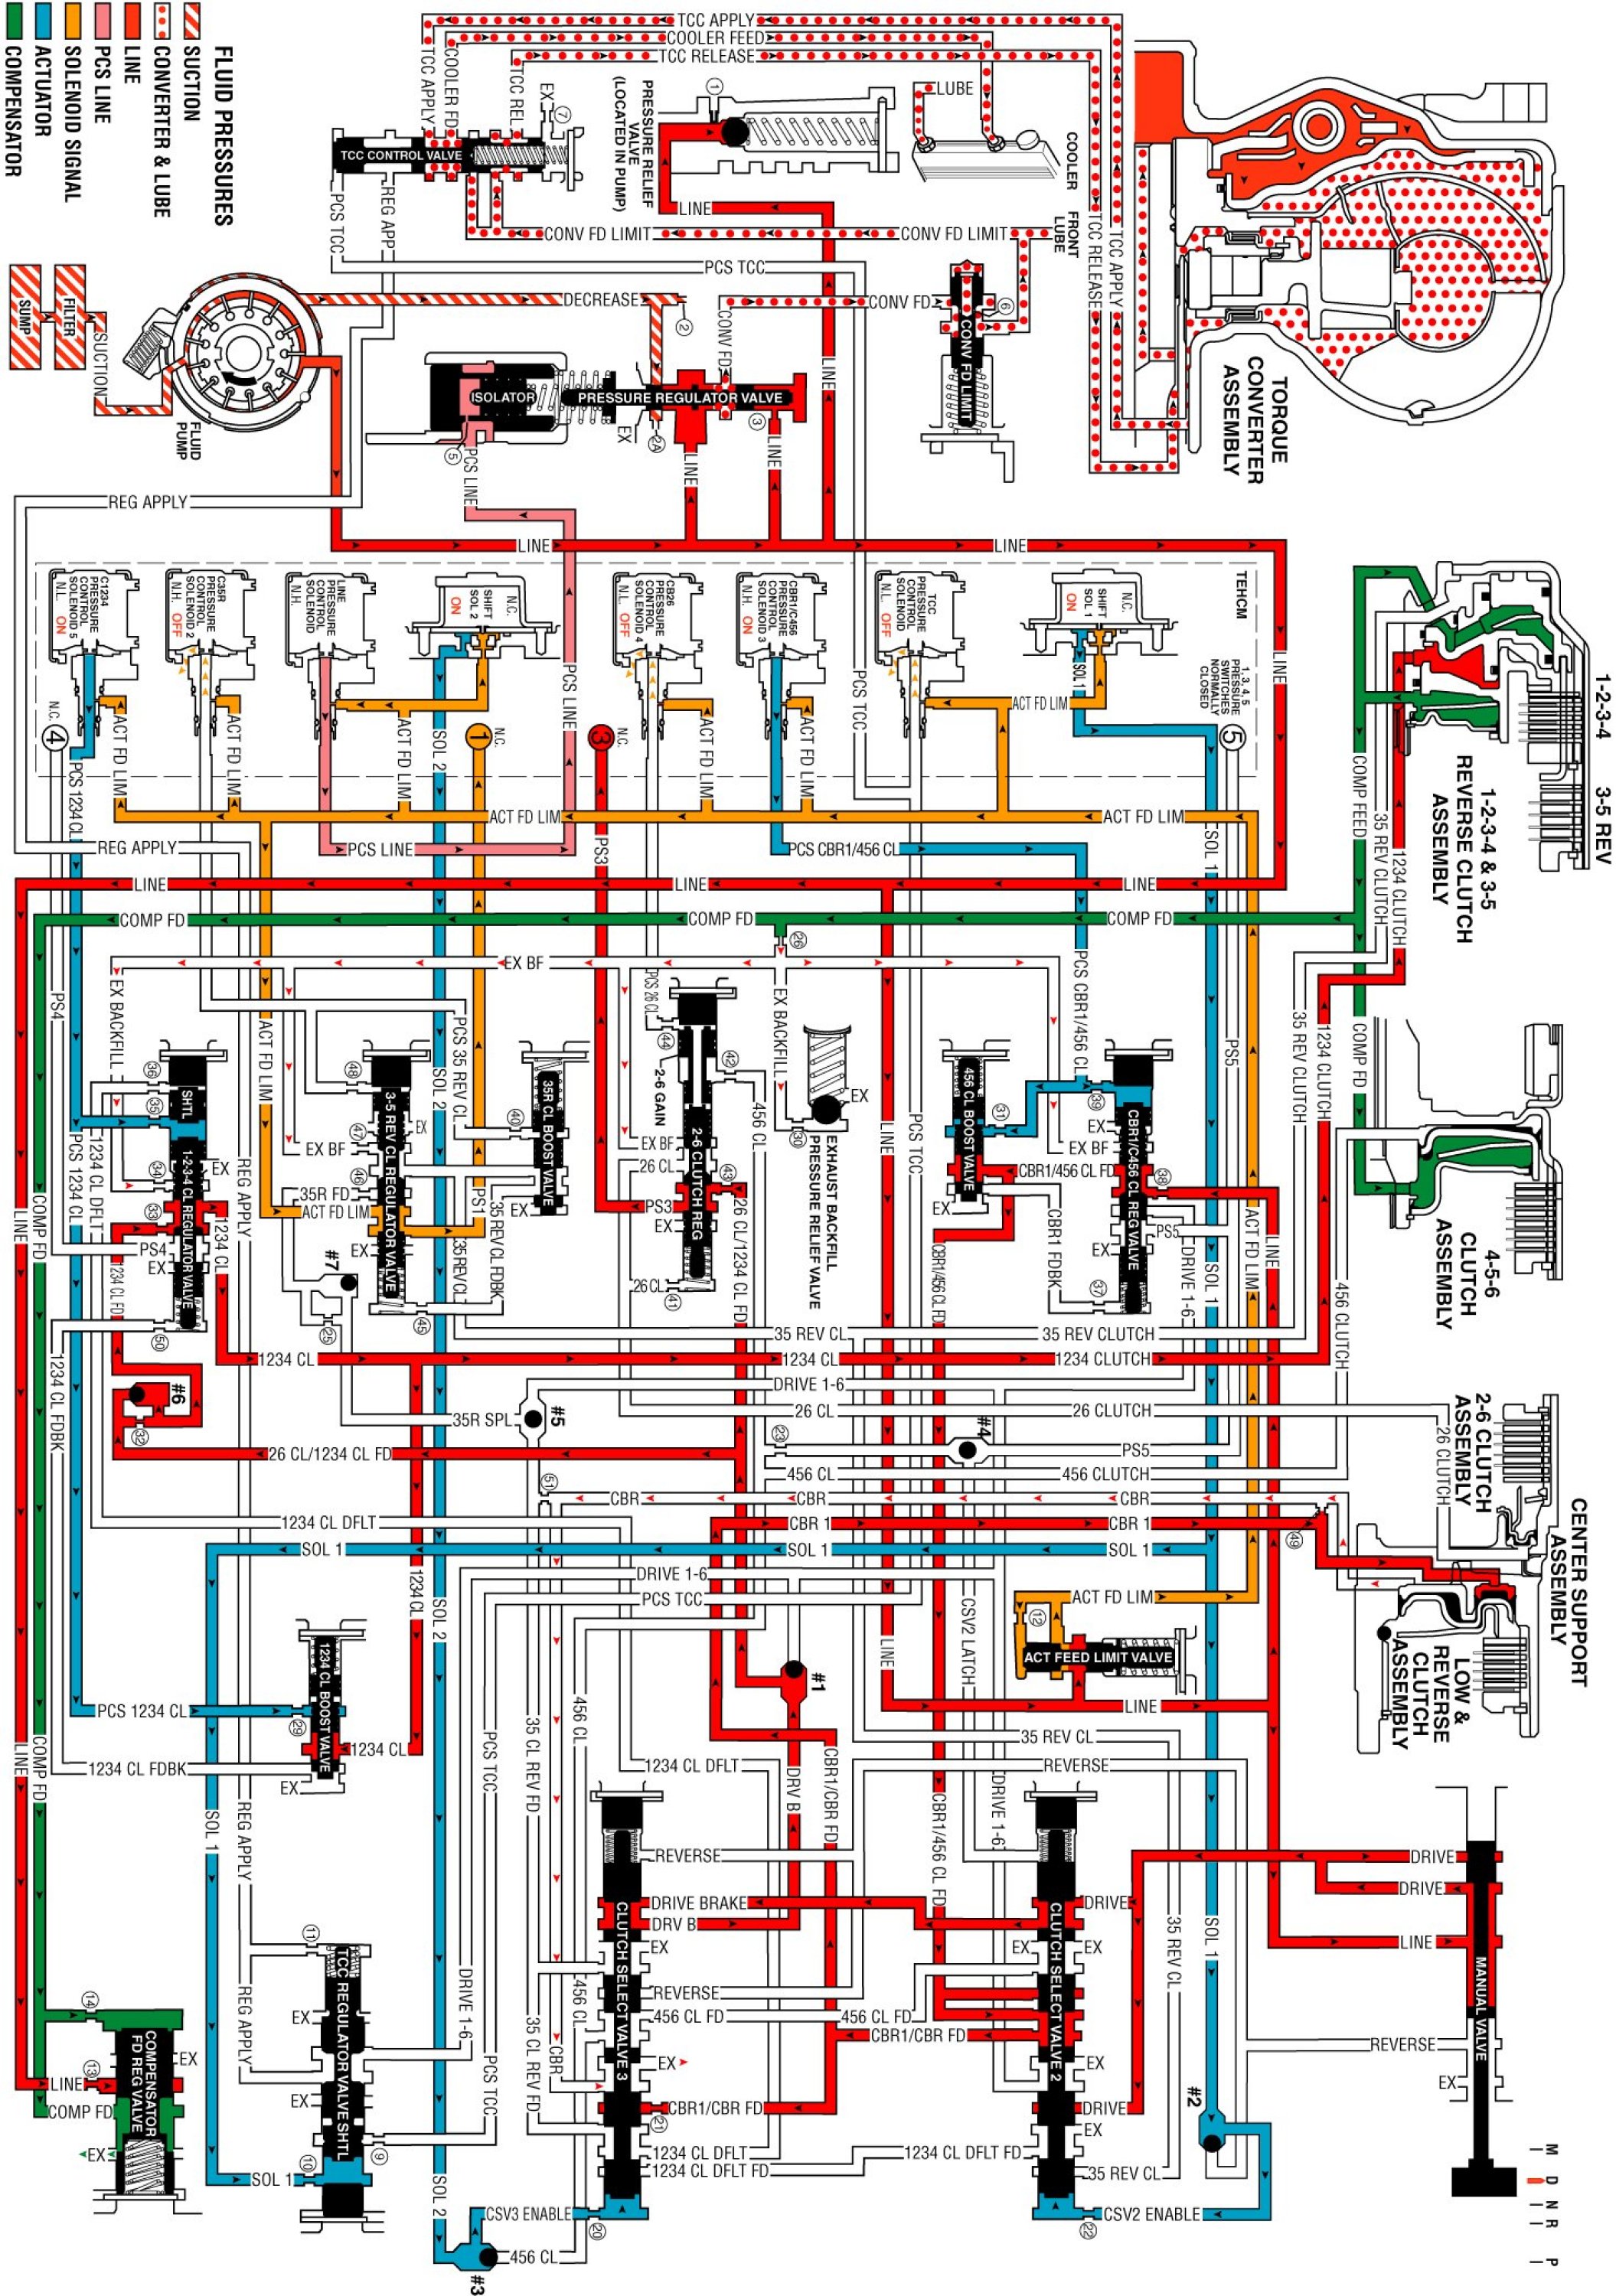 TCC APPLY
COOLER FEED
TCC RELEASE
TCC APPLY
COOLER FD
TCC REL
EX
7
TCC CONTROL VALVE
PCS TCC
REG APP
1
PRESSURE RELIEF
VALVE
(LOCATED IN PUMP)
LINE
LUBE
COOLER
FRONT
LUBE
CONV FD LIMIT
CONV FD LIMIT
PCS TCC
TCC RELEASE
TCC APPLY
TORQUE
CONVERTER
ASSEMBLY
FLUID PRESSURES
SUCTION
CONVERTER & LUBE
LINE
PCS LINE
SOLENOID SIGNAL
ACTUATOR
COMPENSATOR
SUMP
FILTER
SUCTION
FLUID
PUMP
DECREASE
2
CONV FD
CONV FD
6
CONV FD LIMIT
ISOLATOR
PRESSURE REGULATOR VALVE
EX
2A
3
5
PCS LINE
LINE
LINE
LINE
REG APPLY
LINE
LINE
LINE
TEHCM
C1234
PRESSURE
CONTROL
SOLENOID 5
N.L. ON
C35R
PRESSURE
CONTROL
SOLENOID 2
N.H. OFF
LINE
PRESSURE
CONTROL
SOLENOID
N.H.
N.C.
SHIFT
SOL 2
ON
CB26
PRESSURE
CONTROL
SOLENOID 4
N.L. OFF
CBR1/C456
PRESSURE
CONTROL
SOLENOID 3
N.H. ON
TCC
PRESSURE
CONTROL
SOLENOID
N.L. OFF
N.C.
SHIFT
SOL 1
ON
1, 3, 4, 5
PRESSURE
SWITCHES
NORMALLY
CLOSED
N.C.
4
N.C.
1
N.C.
3
5
PCS LINE
PCS TCC
SOL 1
SOL 2
ACT FD LIM
ACT FD LIM
ACT FD LIM
ACT FD LIM
ACT FD LIM
ACT FD LIM
ACT FD LIM
ACT FD LIM
PCS 1234 CL
REG APPLY
PCS LINE
PS3
PCS CBR1/456 CL
SOL 1
LINE
LINE
LINE
COMP FD
COMP FD
COMP FD
26
EX BF
1-2-3-4
3-5 REV
1-2-3-4 & 3-5
REVERSE CLUTCH
ASSEMBLY
COMP FEED
35 REV CLUTCH
1234 CLUTCH
4-5-6
CLUTCH
ASSEMBLY
COMP FD
1234 CLUTCH
35 REV CLUTCH
456 CLUTCH
PS4
EX BACKFILL
ACT FD LIM
PCS 35 REV CL
SOL 2
PCS 26 CL
44
2-6 GAIN
42
456 CL
EX BACKFILL
EX
30
EXHAUST BACKFILL
PRESSURE RELIEF VALVE
PCS TCC
PCS CBR1/456 CL
PS5
36
35
SHTL
1-2-3-4 CL REGULATOR VALVE
34
EX
33
PS4
EX
50
1234 CL
1234 CL FD
1234 CL DFLT
PCS 1234 CL
1234 CL FDBK
REG APPLY
48
3-5 REV CL REGULATOR VALVE
47
EX
EX BF
46
35R FD
ACT FD LIM
EX
45
#7
25
PS1
40
35R CL BOOST VALVE
EX
35 REV CL
35 REV CL FDBK
2-6 CLUTCH REG
EX BF
26 CL
43
PS3
EX
26 CL
41
26 CL/1234 CL FD
LINE
456 CL BOOST VALVE
31
EX
39
CBR1/C456 CL REG VALVE
EX
EX BF
CBR1/456 CL FD
38
PS5
EX
37
CBR1 FDBK
CBR1/456 CL FD
DRIVE 1-6
SOL 1
ACT FD LIM
LINE
35 REV CL
35 REV CLUTCH
1234 CL
1234 CL
1234 CLUTCH
DRIVE 1-6
26 CL
26 CLUTCH
26 CLUTCH
#6
32
35R SPL
#5
23
#4
PS5
26 CL/1234 CL FD
456 CL
456 CLUTCH
51
CBR
CBR
CBR
1234 CL DFLT
CBR 1
CBR 1
49
SOL 1
SOL 1
SOL 1
DRIVE 1-6
PCS TCC
2-6 CLUTCH
ASSEMBLY
CENTER SUPPORT
ASSEMBLY
LOW &
REVERSE
CLUTCH
ASSEMBLY
COMP FD
LINE
1234 CL
SOL 2
1234 CL BOOST VALVE
PCS 1234 CL
29
1234 CL
1234 CL FDBK
EX
456 CL
#1
LINE
CSV2 LATCH
ACT FD LIM
12
ACT FEED LIMIT VALVE
LINE
35 REV CL
REVERSE
COMP FD
LINE
SOL 1
REG APPLY
PCS TCC
35 CL REV FD
1234 CL DFLT
DRV B
CBR1/CBR FD
CBR1/456 CL FD
DRIVE 1-6
REVERSE
DRIVE BRAKE
DRV B
EX
REVERSE
456 CL FD
456 CL FD
CBR1/CBR FD
EX
CLUTCH SELECT VALVE 3
CBR1/CBR FD
21
1234 CL DFLT
1234 CL DFLT FD
1234 CL DFLT FD
CSV3 ENABLE
20
CLUTCH SELECT VALVE 2
DRIVE
EX
EX
EX
DRIVE
EX
35 REV CL
CSV2 ENABLE
22
35 REV CL
SOL 1
#2
DRIVE
DRIVE
LINE
MANUAL VALVE
REVERSE
EX
M
D
N
R
P
11
TCC REGULATOR VALVE
SHTL
REG APPLY
EX
EX
9
10
SOL 1
DRIVE 1-6
PCS TCC
SOL 2
35 CL REV FD
CBR
456 CL
456 CL
#3
14
13
COMPENSATOR
FD REG VALVE
EX
LINE
COMP FD
EX